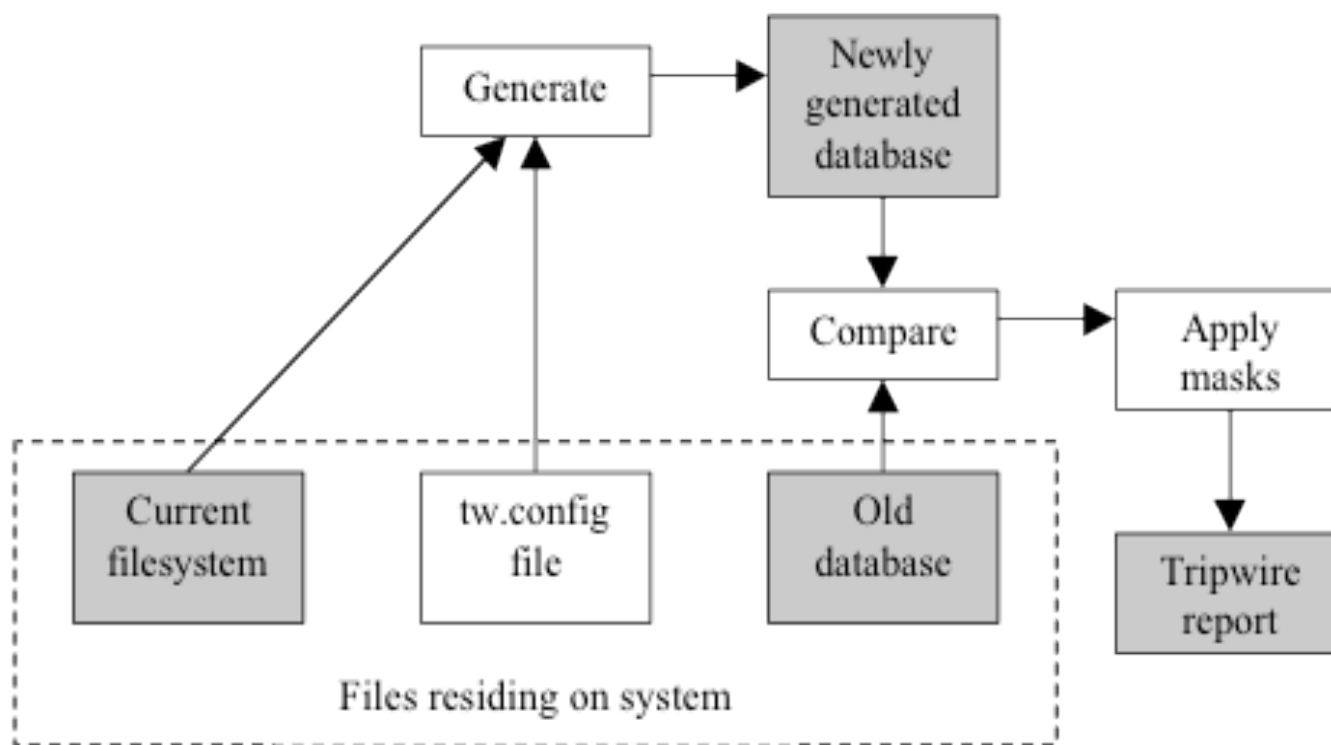 Generate
Newly
generated
database
Compare
Apply
masks
Current
filesystem
tw.config
file
Old
database
Tripwire
report
Files residing on system